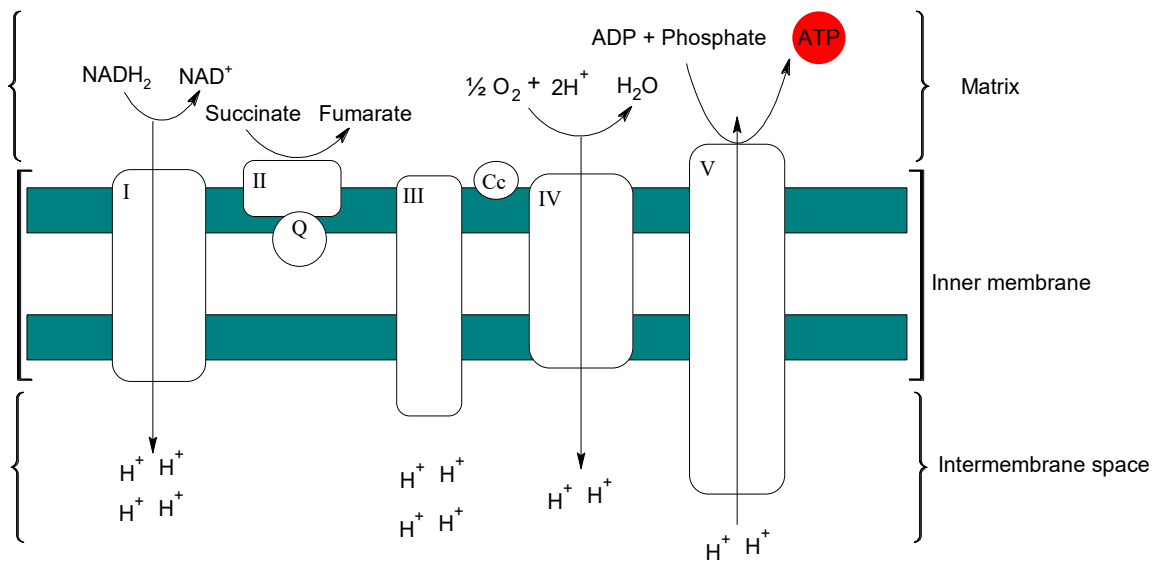 ADP + Phosphate ATP
NADH₂ NAD⁺
½ O₂ + 2H⁺ H₂O
Matrix
Succinate Fumarate
I
II
III
Cc
IV
V
Q
Inner membrane
H⁺ H⁺
H⁺ H⁺
H⁺ H⁺
H⁺ H⁺
H⁺ H⁺
Intermembrane space
H⁺ H⁺